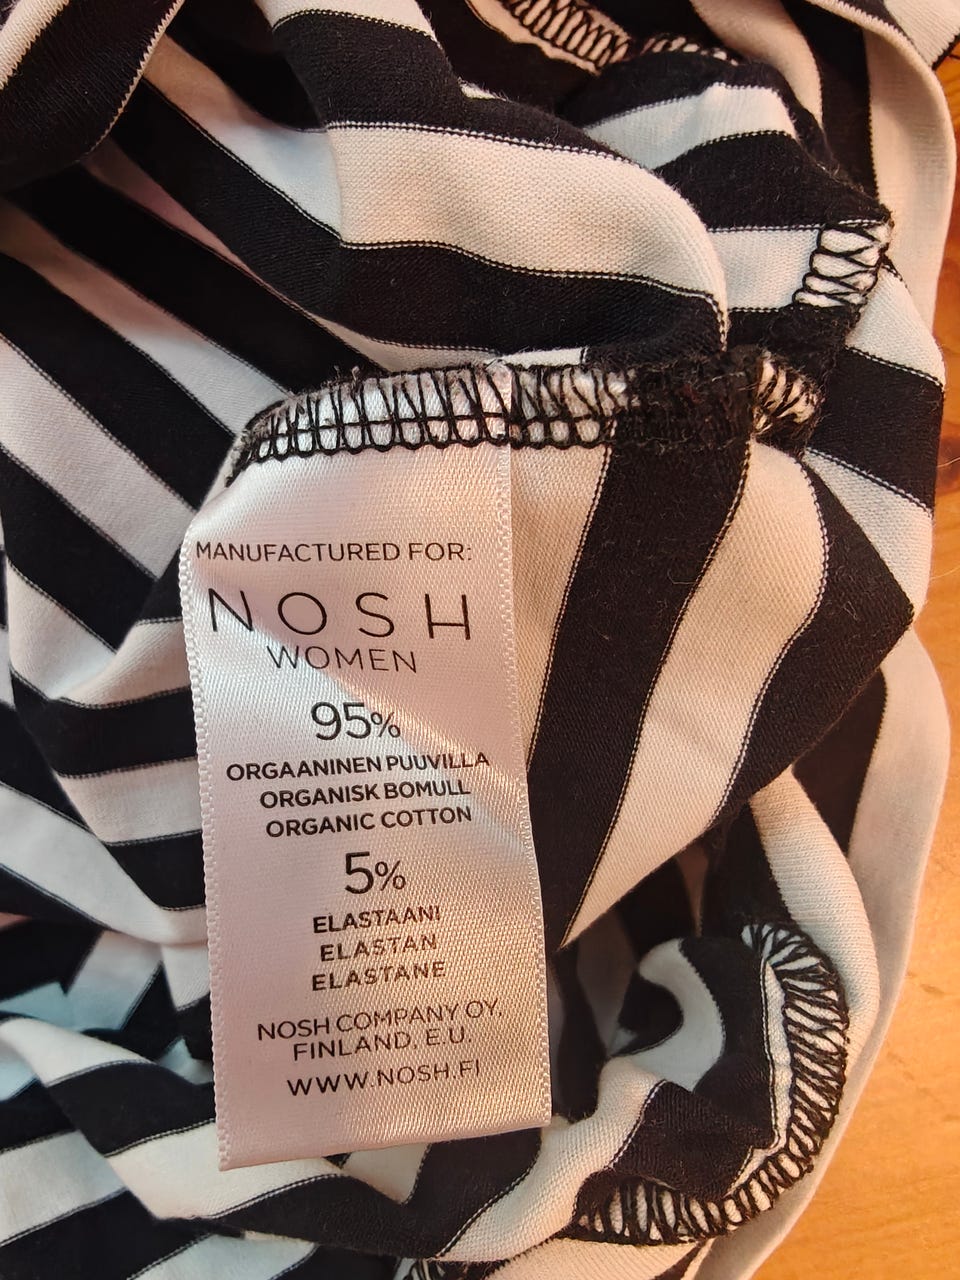 MANUFACTURED FOR:
NOSH
WOMEN
95%
ORGAANINEN PUUVILLA
ORGANISK BOMULL
ORGANIC COTTON
5%
ELASTAANI
ELASTAN
ELASTANE
NOSH COMPANY OY,
FINLAND, E.U.
WWW.NOSH.FI